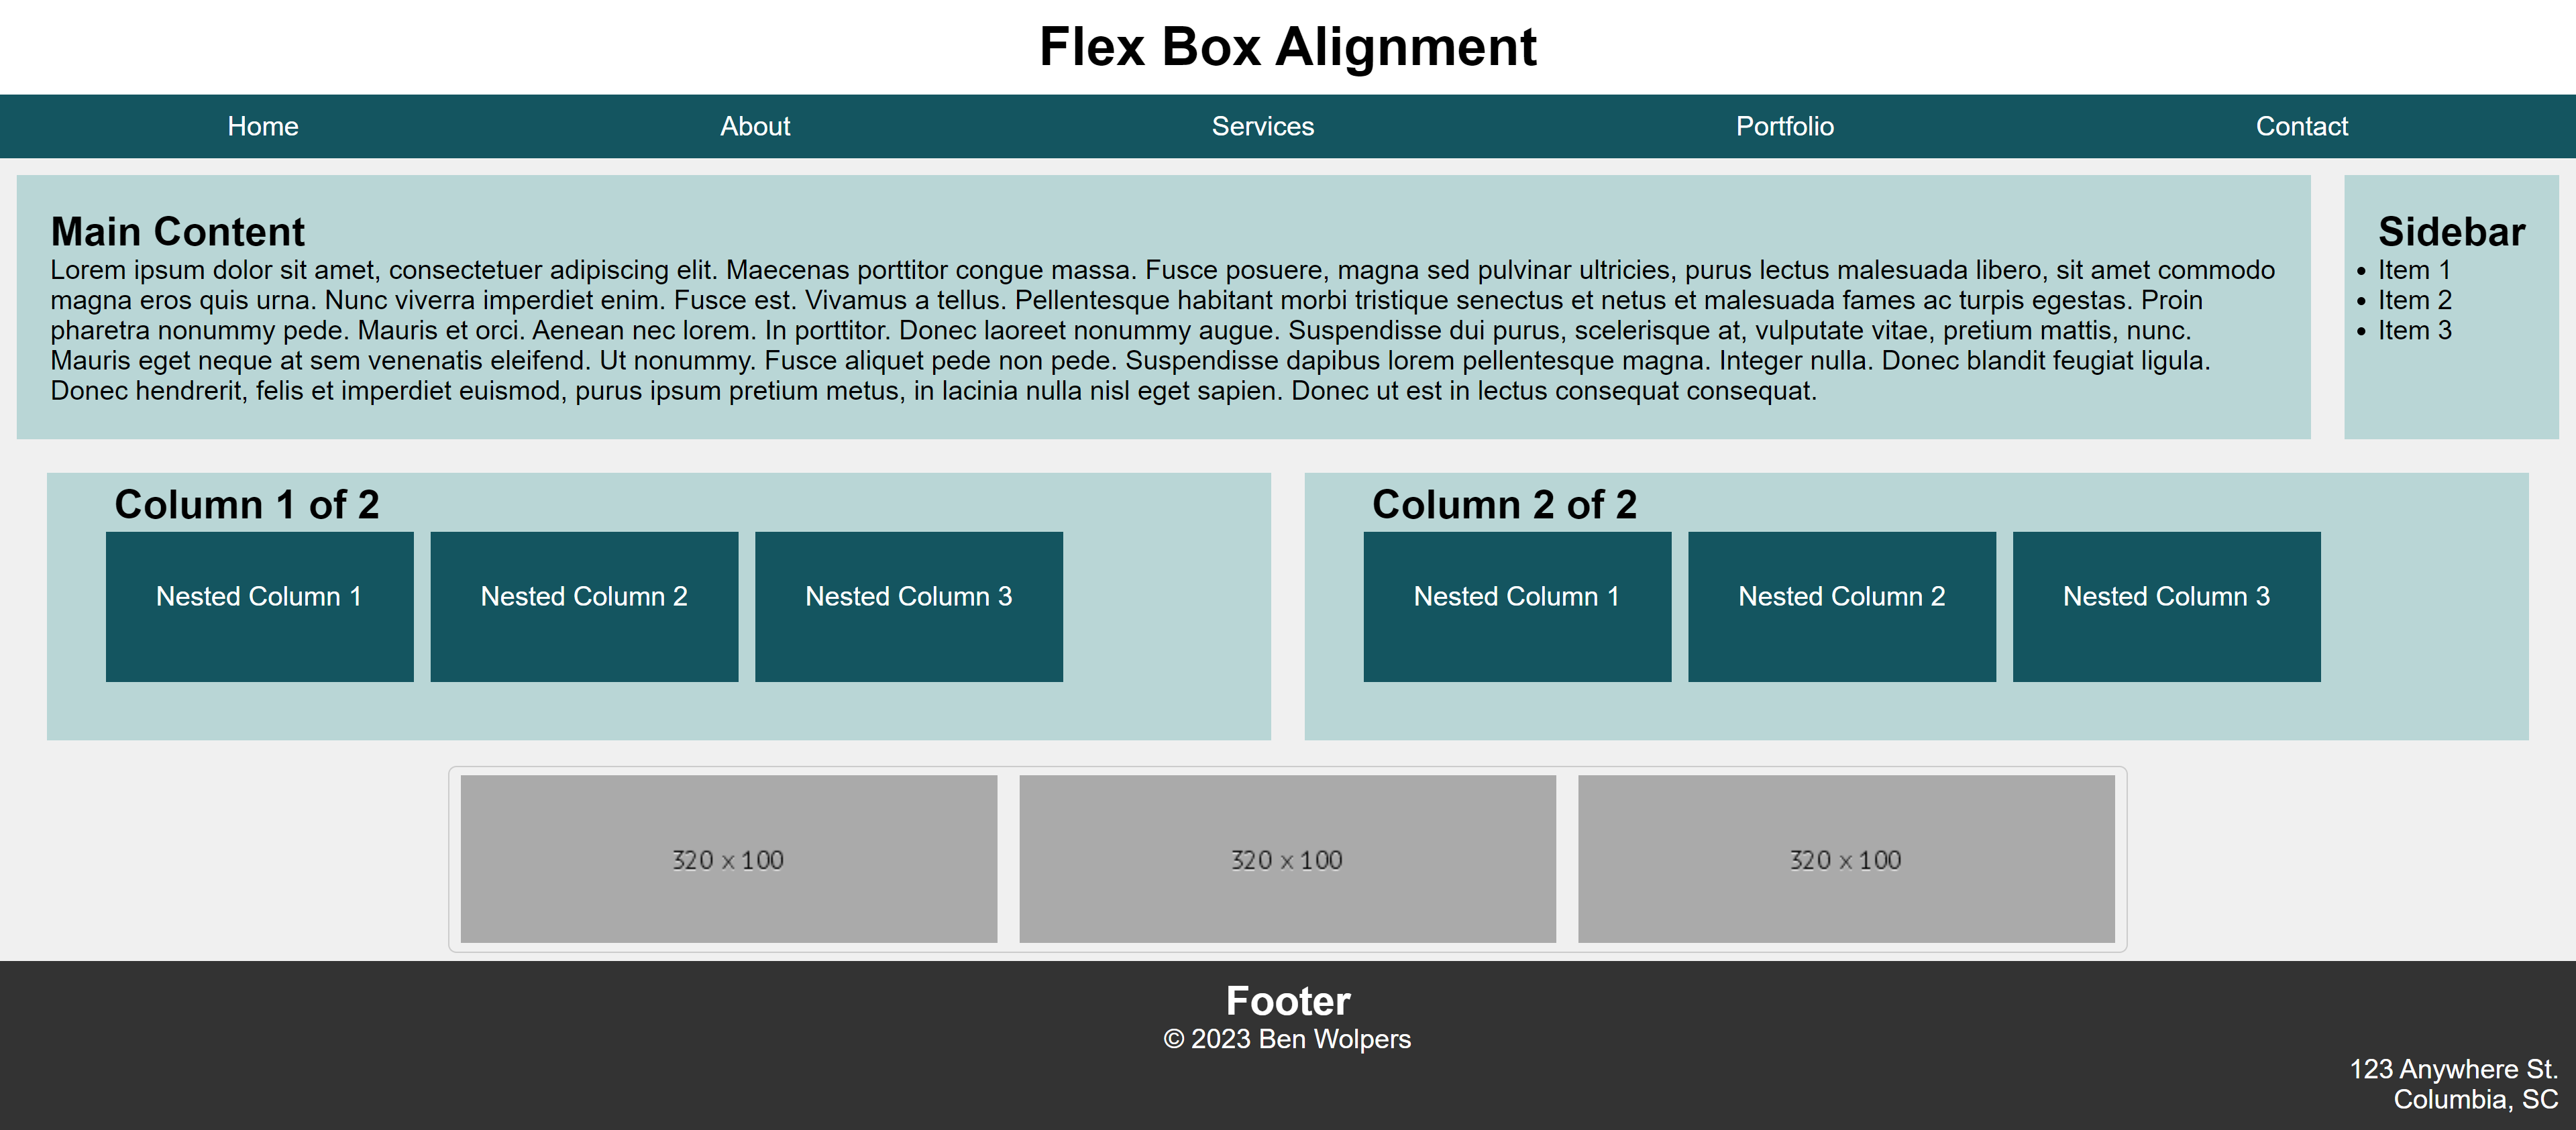 Flex Box Alignment
Home About Services Portfolio Contact
Main Content
Lorem ipsum dolor sit amet, consectetuer adipiscing elit. Maecenas porttitor congue massa. Fusce posuere, magna sed pulvinar ultricies, purus lectus malesuada libero, sit amet commodo
magna eros quis urna. Nunc viverra imperdiet enim. Fusce est. Vivamus a tellus. Pellentesque habitant morbi tristique senectus et netus et malesuada fames ac turpis egestas. Proin
pharetra nonummy pede. Mauris et orci. Aenean nec lorem. In porttitor. Donec laoreet nonummy augue. Suspendisse dui purus, scelerisque at, vulputate vitae, pretium mattis, nunc.
Mauris eget neque at sem venenatis eleifend. Ut nonummy. Fusce aliquet pede non pede. Suspendisse dapibus lorem pellentesque magna. Integer nulla. Donec blandit feugiat ligula.
Donec hendrerit, felis et imperdiet euismod, purus ipsum pretium metus, in lacinia nulla nisl eget sapien. Donec ut est in lectus consequat consequat.
Sidebar
• Item 1
• Item 2
• Item 3
Column 1 of 2
Nested Column 1 Nested Column 2 Nested Column 3
Column 2 of 2
Nested Column 1 Nested Column 2 Nested Column 3
320 x 100 320 x 100 320 x 100
Footer
© 2023 Ben Wolpers
123 Anywhere St.
Columbia, SC